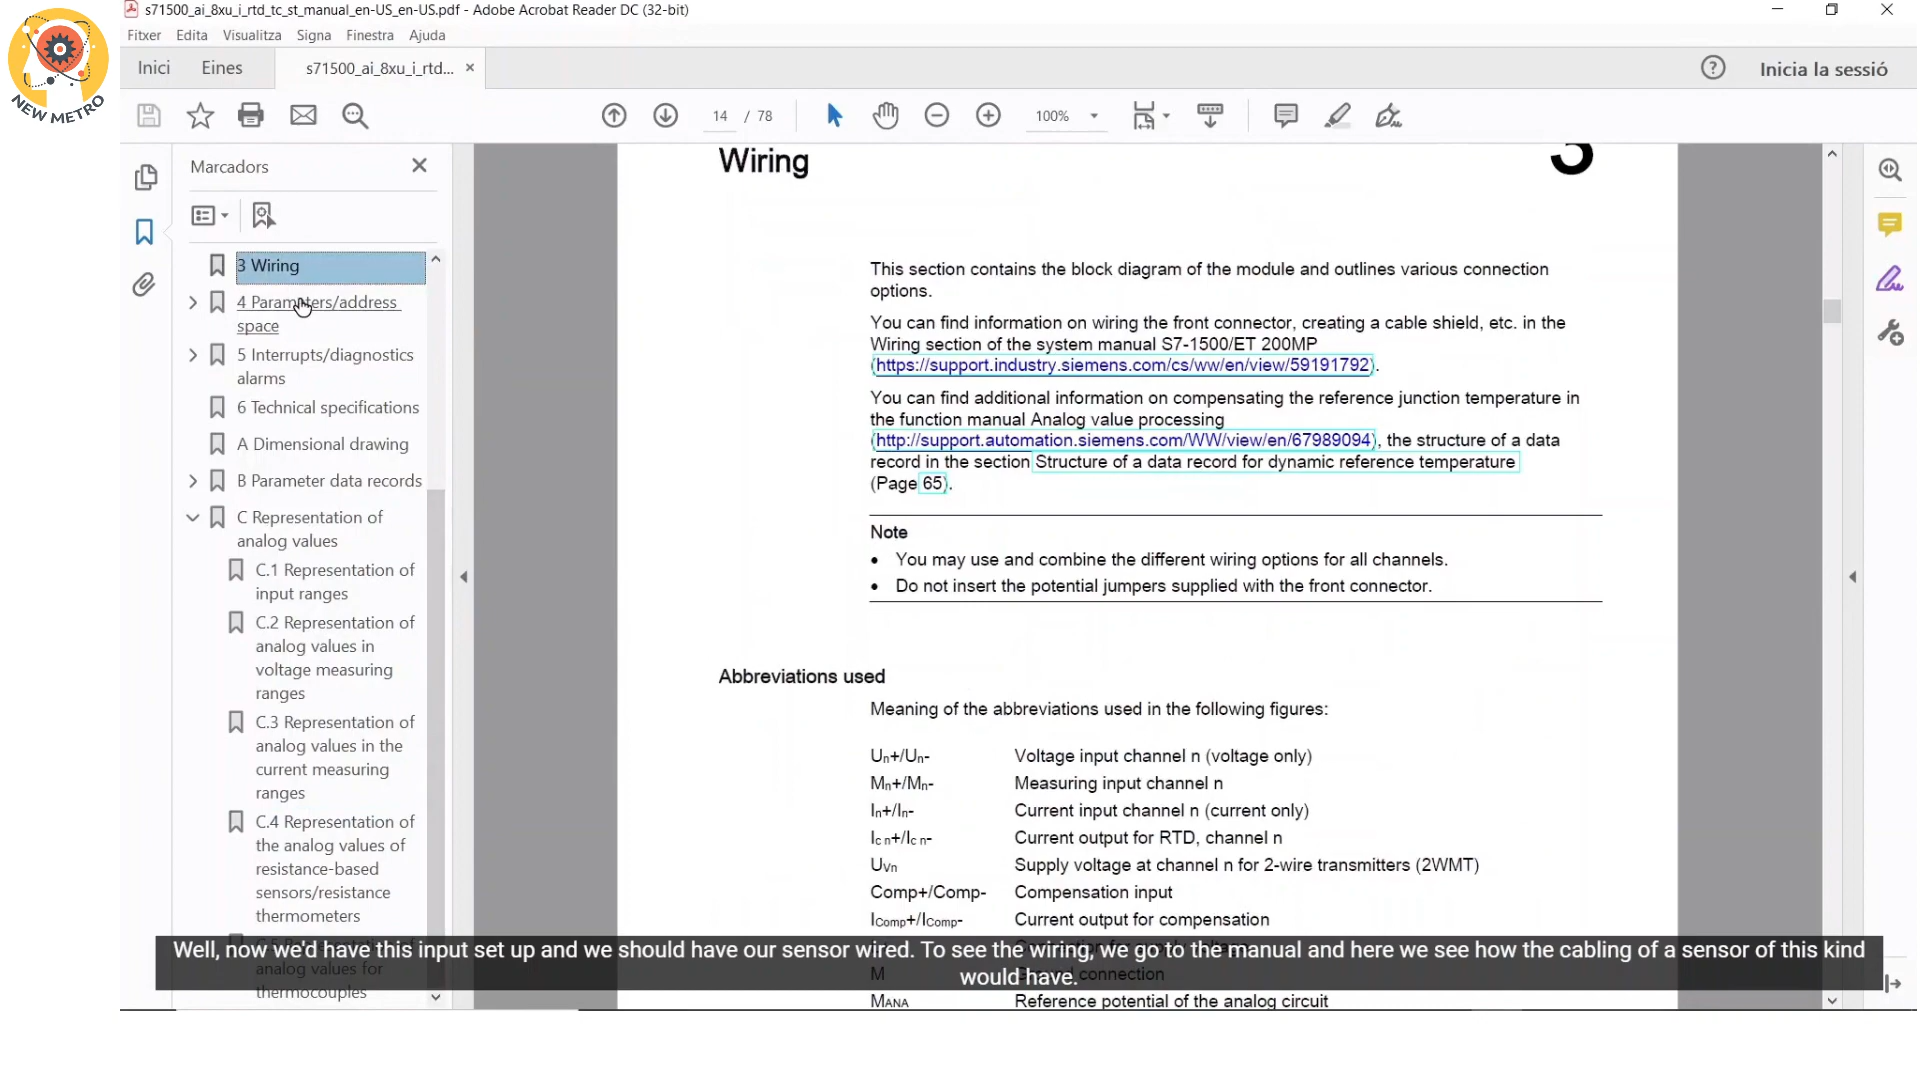 s71500_ai_8xu_i_rtd_tc_st_manual_en-US_en-US.pdf - Adobe Acrobat Reader DC (32-bit)
NEW METRO
Fitxer Edita Visualitza Signa Finestra Ajuda
Inici Eines s71500_ai_8xu_i_rtd... × Inicia la sessió
14 / 78 100%
Marcadors
3 Wiring
4 Parameters/address
space
5 Interrupts/diagnostics
alarms
6 Technical specifications
A Dimensional drawing
B Parameter data records
C Representation of
analog values
C.1 Representation of
input ranges
C.2 Representation of
analog values in
voltage measuring
ranges
C.3 Representation of
analog values in the
current measuring
ranges
C.4 Representation of
the analog values of
resistance-based
sensors/resistance
thermometers
analog values for
thermocouples
Wiring 3
This section contains the block diagram of the module and outlines various connection
options.
You can find information on wiring the front connector, creating a cable shield, etc. in the
Wiring section of the system manual S7-1500/ET 200MP
(https://support.industry.siemens.com/cs/ww/en/view/59191792).
You can find additional information on compensating the reference junction temperature in
the function manual Analog value processing
(http://support.automation.siemens.com/WW/view/en/67989094), the structure of a data
record in the section Structure of a data record for dynamic reference temperature
(Page 65).
Note
• You may use and combine the different wiring options for all channels.
• Do not insert the potential jumpers supplied with the front connector.
Abbreviations used
Meaning of the abbreviations used in the following figures:
Un+/Un- Voltage input channel n (voltage only)
Mn+/Mn- Measuring input channel n
In+/In- Current input channel n (current only)
Ic n+/Ic n- Current output for RTD, channel n
UVn Supply voltage at channel n for 2-wire transmitters (2WMT)
Comp+/Comp- Compensation input
IComp+/IComp- Current output for compensation
M Ground connection
MANA Reference potential of the analog circuit
Well, now we'd have this input set up and we should have our sensor wired. To see the wiring, we go to the manual and here we see how the cabling of a sensor of this kind
would have.